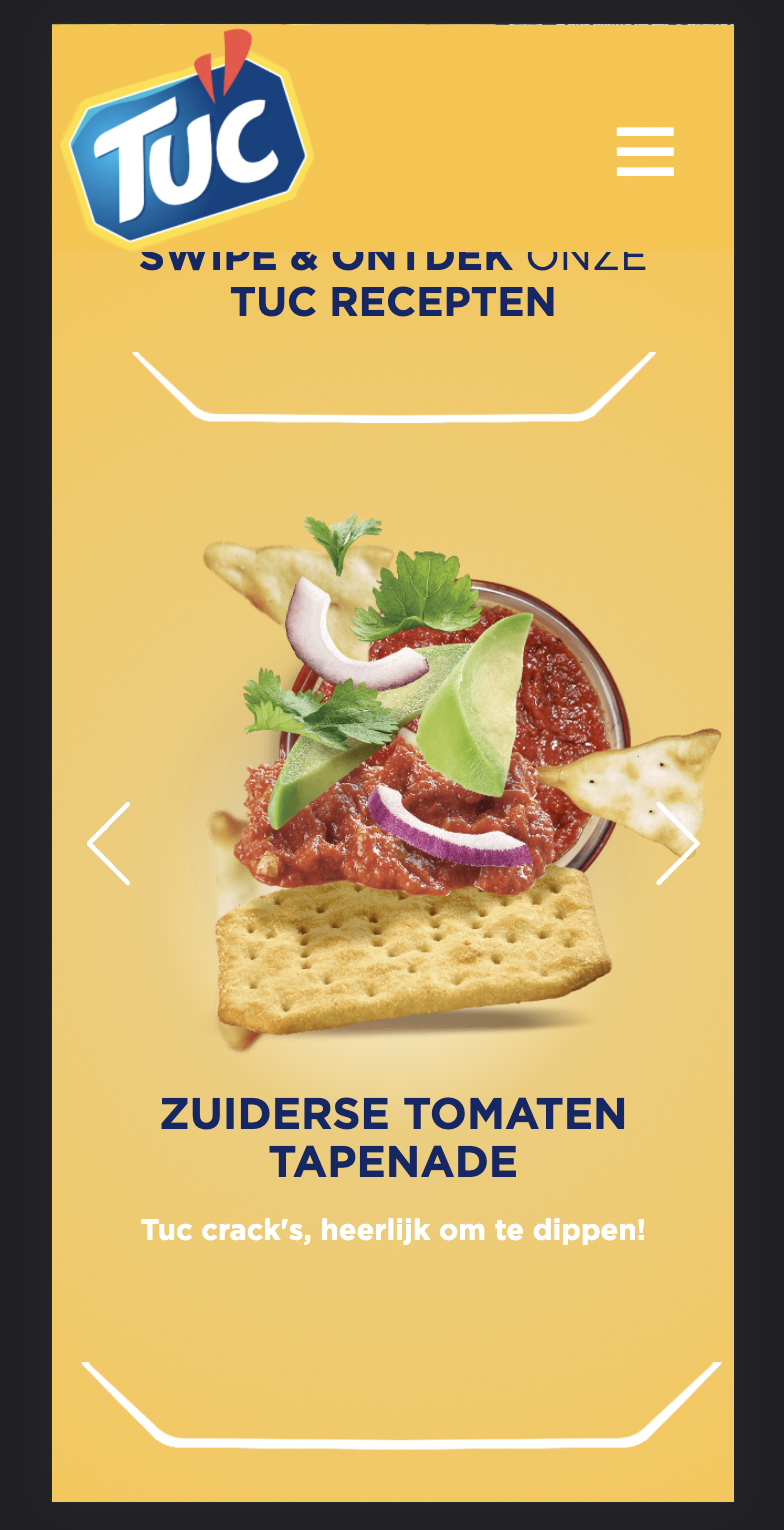 TUC
SWIPE & ONTDEK ONZE
TUC RECEPTEN
ZUIDERSE TOMATEN
TAPENADE
Tuc crack's, heerlijk om te dippen!